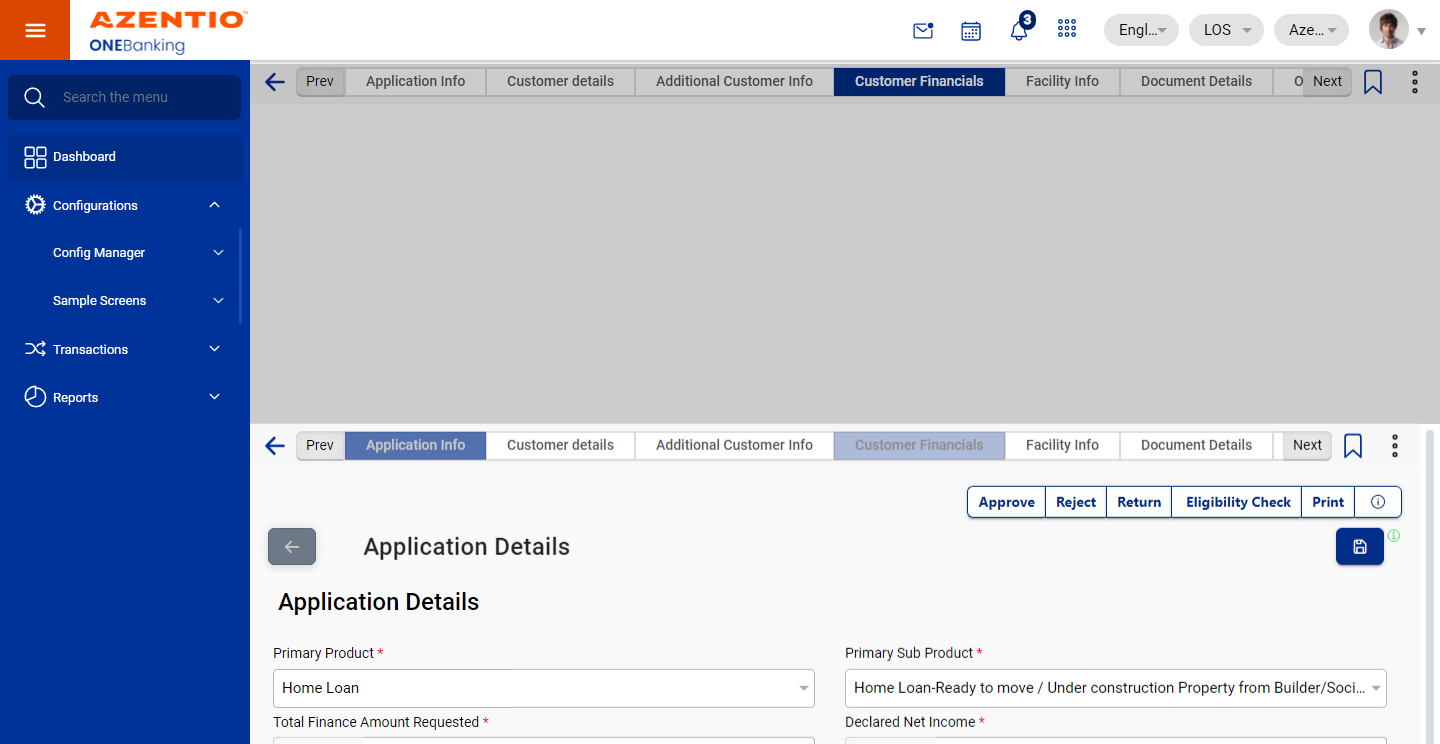 AZENTIO™
ONEBanking
3
Engl...
LOS
Aze...
Search the menu
Dashboard
Configurations
Config Manager
Sample Screens
Transactions
Reports
Prev
Application Info
Customer details
Additional Customer Info
Customer Financials
Facility Info
Document Details
O
Next
Prev
Application Info
Customer details
Additional Customer Info
Customer Financials
Facility Info
Document Details
Next
Approve
Reject
Return
Eligibility Check
Print
Application Details
Application Details
Primary Product *
Home Loan
Primary Sub Product *
Home Loan-Ready to move / Under construction Property from Builder/Soci...
Total Finance Amount Requested *
Declared Net Income *